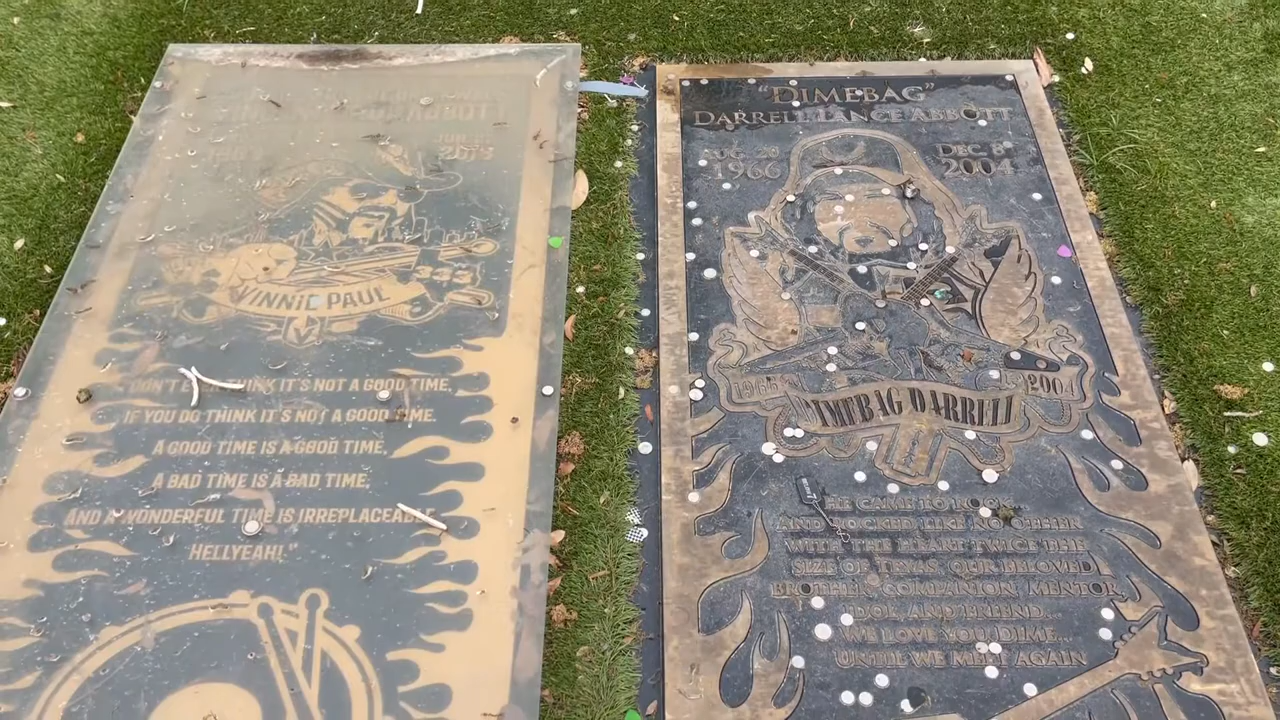 JUN 22
2018
VINNIE PAUL
333
"DON'T THINK IT'S NOT A GOOD TIME,
IF YOU DO THINK IT'S NOT A GOOD TIME.
A GOOD TIME IS A GOOD TIME,
A BAD TIME IS A BAD TIME,
AND A WONDERFUL TIME IS IRREPLACEABLE
HELLYEAH!"
"DIMEBAG"
DARRELL LANCE ABBOTT
AUG. 20 DEC. 8
1966 2004
1966 2004
DIMEBAG DARRELL
HE CAME TO ROCK
AND ROCKED LIKE NO OTHER
WITH THE HEART TWICE THE
SIZE OF TEXAS, OUR BELOVED
BROTHER, COMPANION, MENTOR
IDOL AND FRIEND...
WE LOVE YOU DIME...
UNTIL WE MEET AGAIN